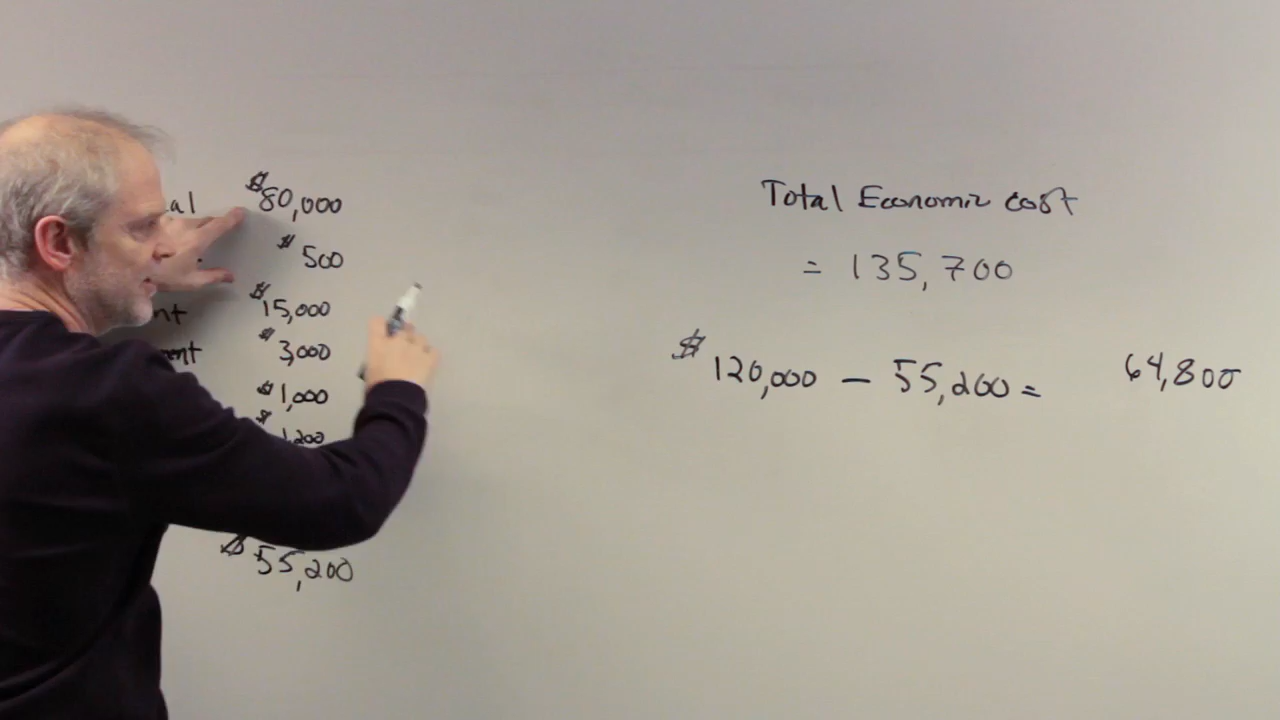 al $80,000
$500
nt $15,000
ment $3,000
$1,000
$1,200
$55,200
Total Economic cost
= 135,700
$120,000 – 55,200 = 64,800